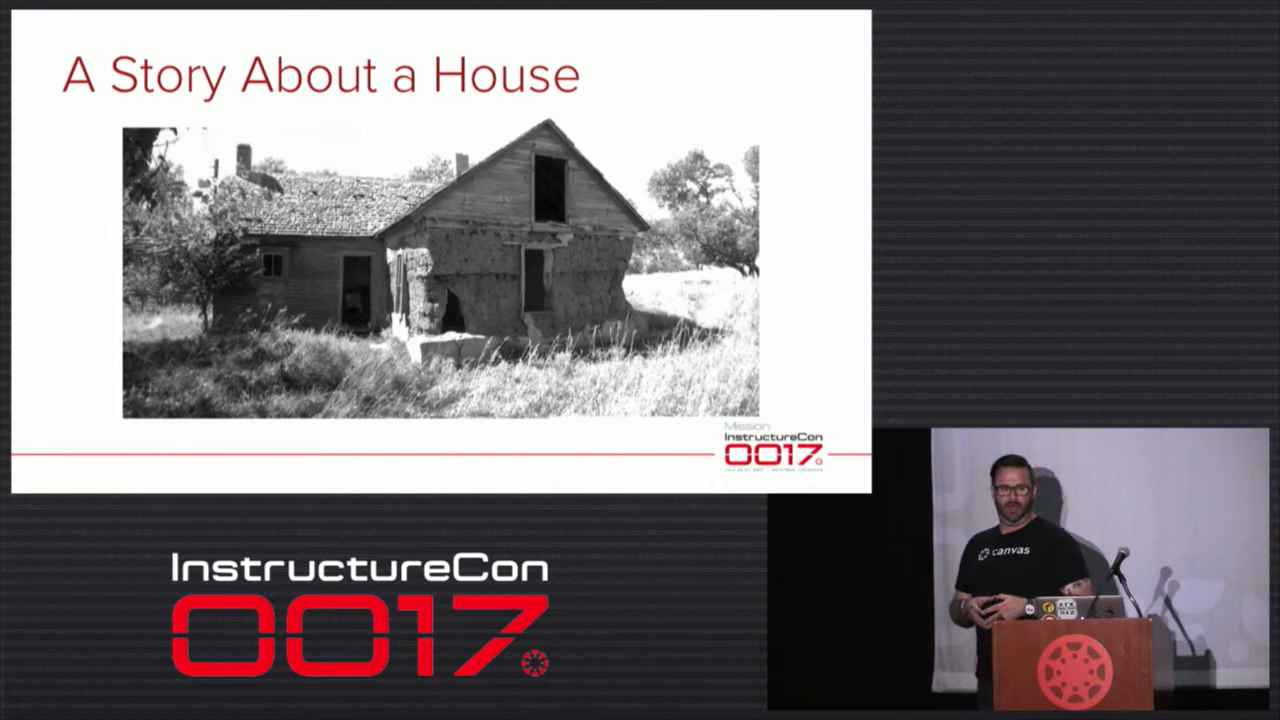 A Story About a House
Mission:
InstructureCon
0017
InstructureCon
0017
canvas